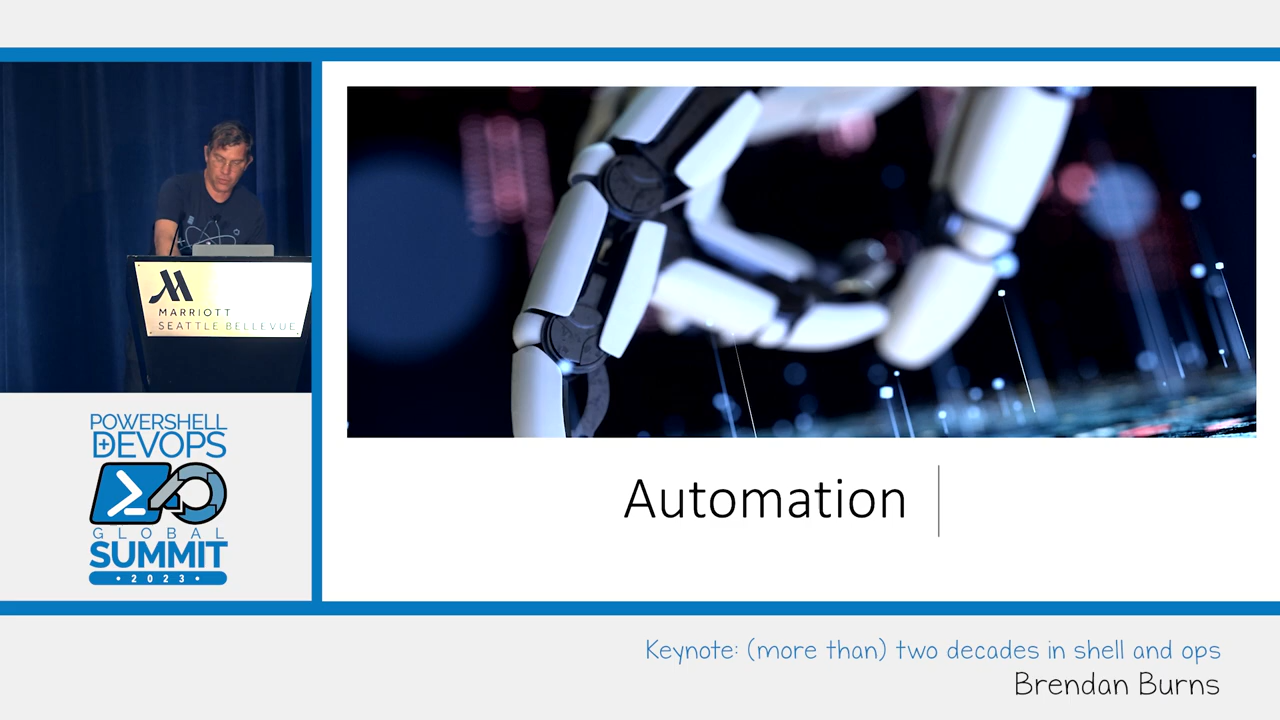 MARRIOTT
SEATTLE BELLEVUE
POWERSHELL
+DEVOPS
GLOBAL
SUMMIT
• 2023 •
Automation
Keynote: (more than) two decades in shell and ops
Brendan Burns